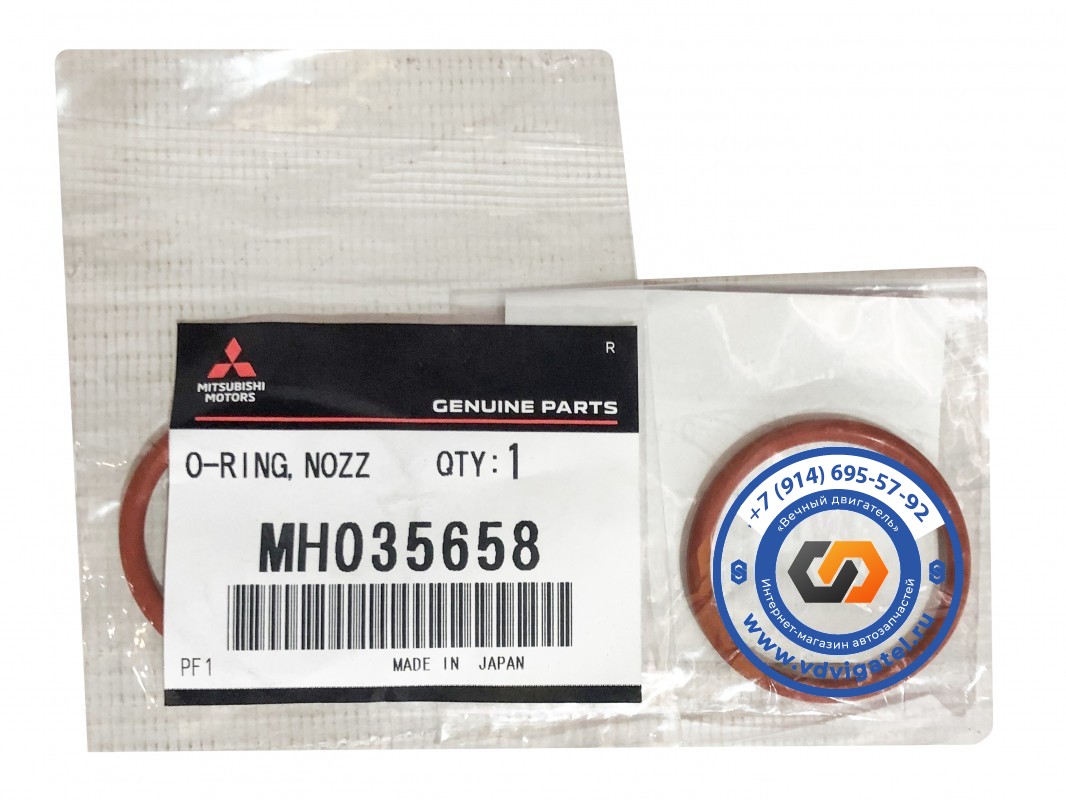 R
MITSUBISHI
MOTORS
GENUINE PARTS
O-RING, NOZZ QTY: 1
MH035658
PF1 MADE IN JAPAN
+7 (914) 695-57-92
«Вечный двигатель»
Интернет-магазин автозапчастей
www.vdvigatel.ru